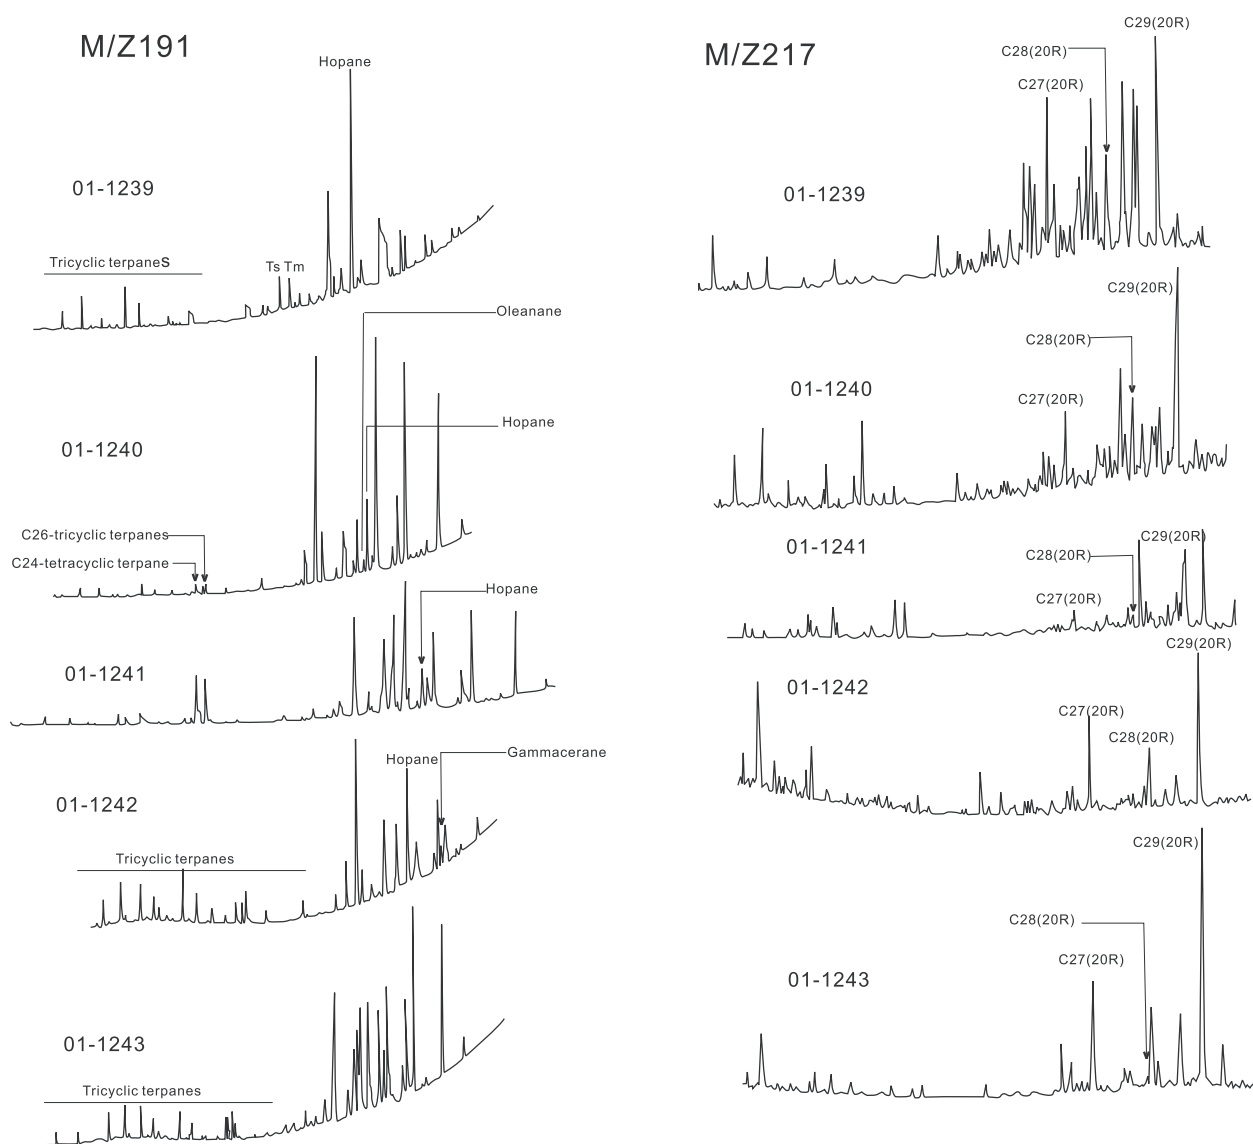 M/Z191
Hopane
01-1239
Tricyclic terpaneS
Ts Tm
Oleanane
Hopane
01-1240
C26-tricyclic terpanes
C24-tetracyclic terpane
Hopane
01-1241
Hopane
Gammacerane
01-1242
Tricyclic terpanes
01-1243
Tricyclic terpanes
M/Z217
C29(20R)
C28(20R)
C27(20R)
01-1239
C29(20R)
C28(20R)
01-1240
C27(20R)
C29(20R)
01-1241
C28(20R)
C27(20R)
C29(20R)
01-1242
C27(20R)
C28(20R)
C29(20R)
C28(20R)
C27(20R)
01-1243